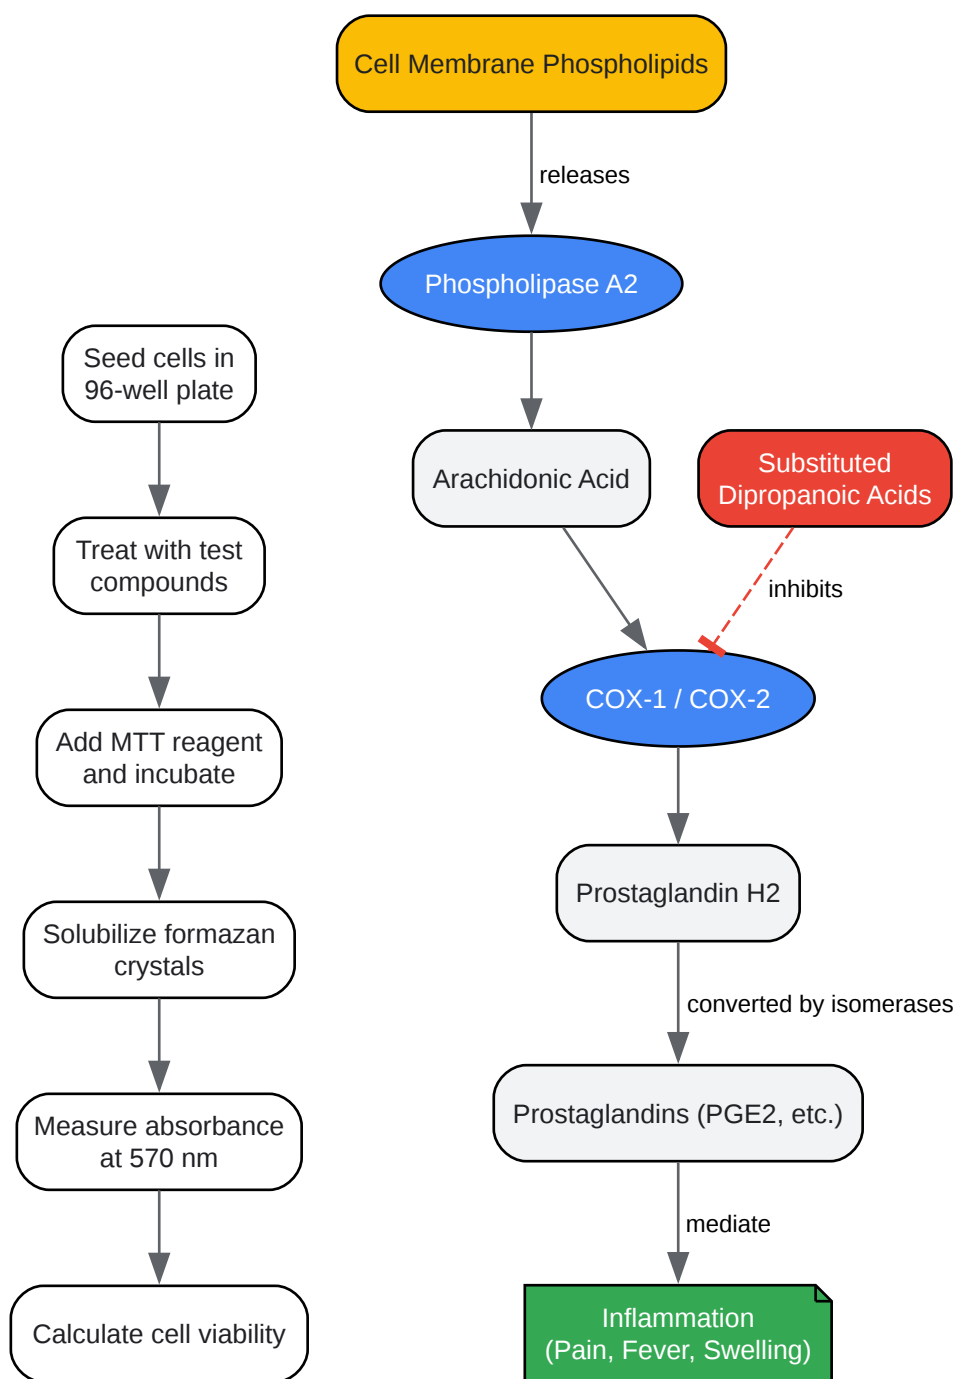 Cell Membrane Phospholipids
releases
Phospholipase A2
Arachidonic Acid
Substituted
Dipropanoic Acids
inhibits
COX-1 / COX-2
Prostaglandin H2
converted by isomerases
Prostaglandins (PGE2, etc.)
mediate
Inflammation
(Pain, Fever, Swelling)
Seed cells in
96-well plate
Treat with test
compounds
Add MTT reagent
and incubate
Solubilize formazan
crystals
Measure absorbance
at 570 nm
Calculate cell viability